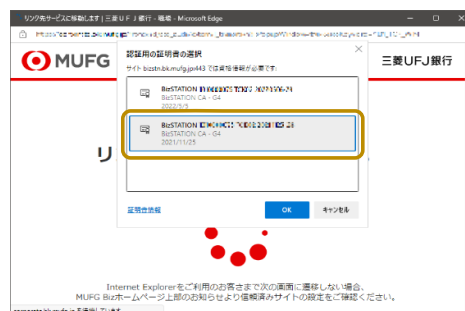 リンク先サービスに移動します | 三菱UFJ銀行 - 職場 - Microsoft Edge
MUFG
三菱UFJ銀行
認証用の証明書の選択
サイト bizstn.bk.mufg.jp:443 では資格情報が必要です:
BizSTATION
BizSTATION CA - G4
2022/5/5
BizSTATION
BizSTATION CA - G4
2021/11/25
証明書情報
OK
キャンセル
リ
Internet Explorerをご利用のお客さまで次の画面に遷移しない場合、
MUFG Bizホームページ上部のお知らせより信頼済みサイトの設定をご確認ください。